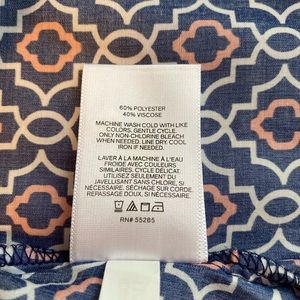 60% POLYESTER
40% VISCOSE
MACHINE WASH COLD WITH LIKE
COLORS. GENTLE CYCLE.
ONLY NON-CHLORINE BLEACH
WHEN NEEDED. LINE DRY. COOL
IRON IF NEEDED.
LAVER À LA MACHINE À L'EAU
FROIDE AVEC COULEURS
SIMILAIRES. CYCLE DÉLICAT.
UTILISEZ SEULEMENT DU
JAVELLISANT SANS CHLORE, SI
NÉCESSAIRE. SÉCHAGE SUR CORDE.
REPASSAGE DOUX, SI NÉCESSAIRE.
RN# 55285